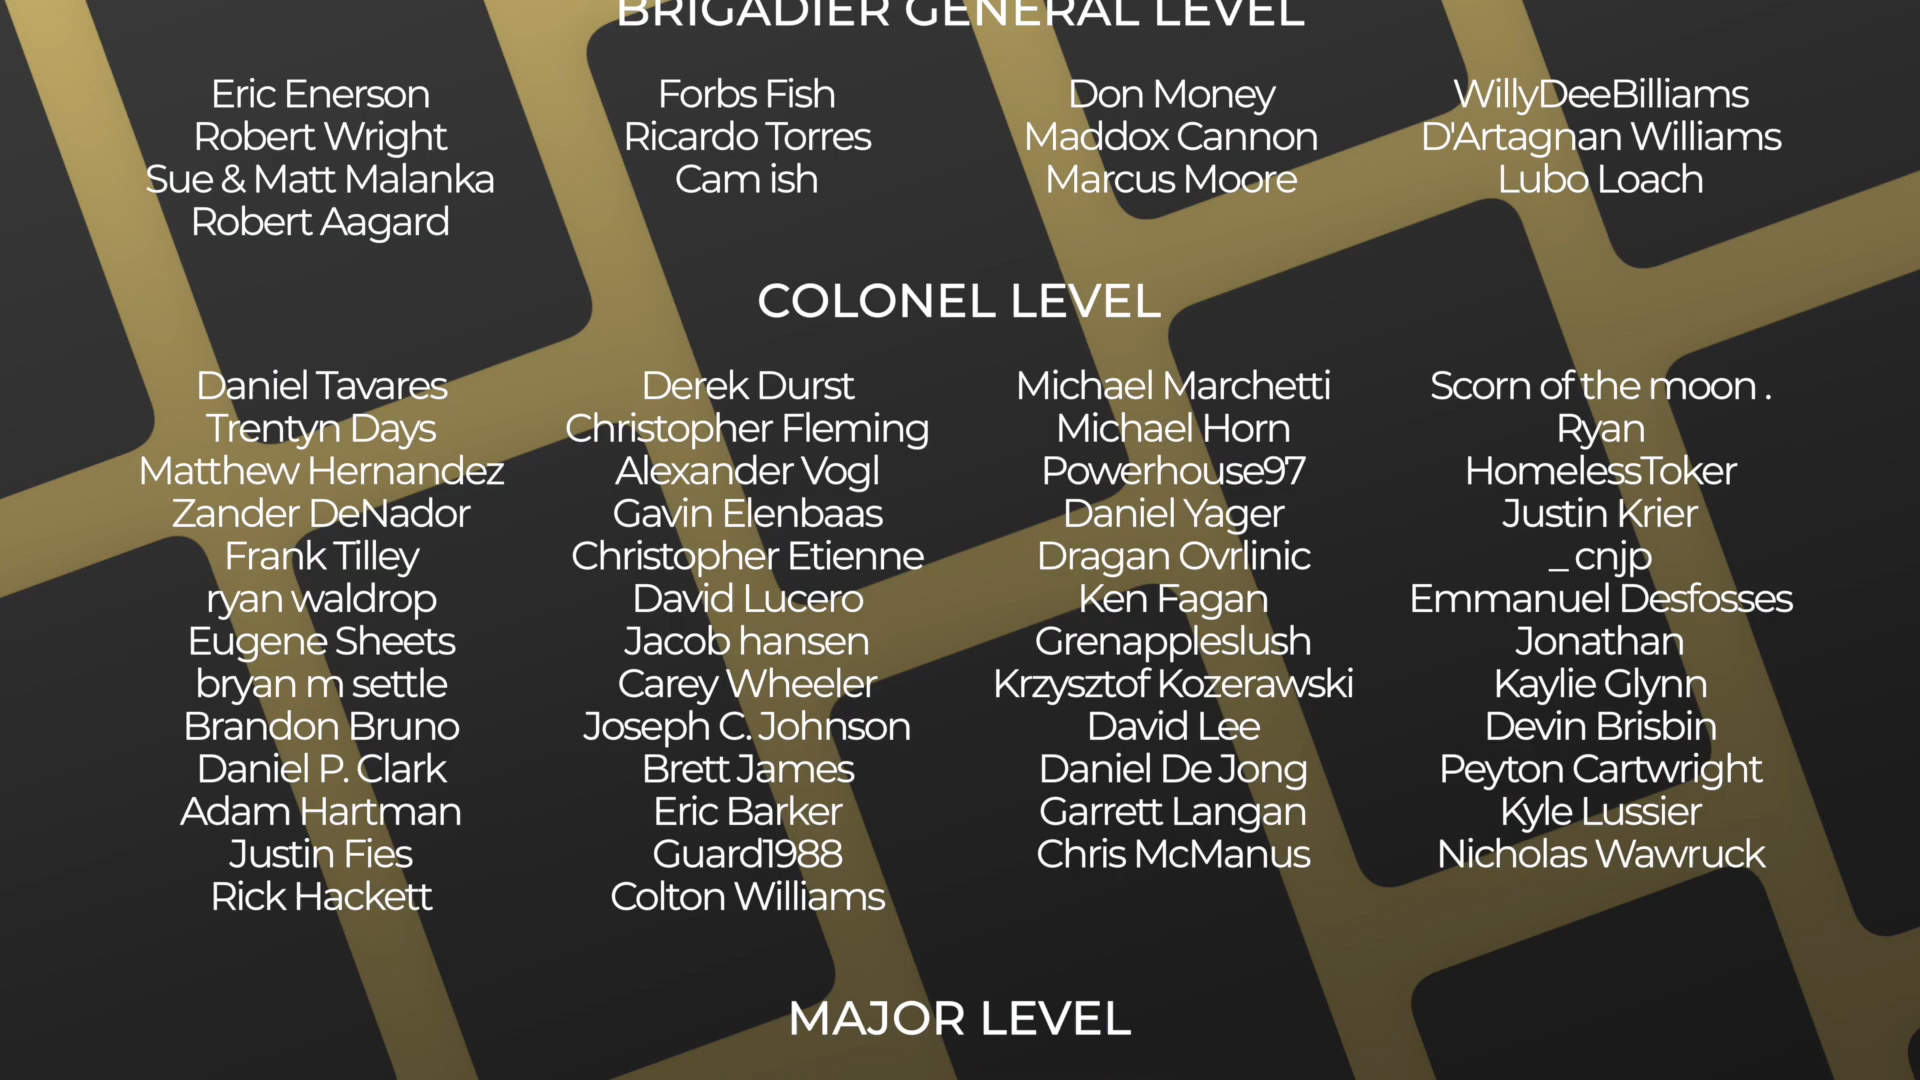 BRIGADIER GENERAL LEVEL
Eric Enerson
Robert Wright
Sue & Matt Malanka
Robert Aagard
Forbs Fish
Ricardo Torres
Cam ish
Don Money
Maddox Cannon
Marcus Moore
WillyDeeBilliams
D'Artagnan Williams
Lubo Loach
COLONEL LEVEL
Daniel Tavares
Trentyn Days
Matthew Hernandez
Zander DeNador
Frank Tilley
ryan waldrop
Eugene Sheets
bryan m settle
Brandon Bruno
Daniel P. Clark
Adam Hartman
Justin Fies
Rick Hackett
Derek Durst
Christopher Fleming
Alexander Vogl
Gavin Elenbaas
Christopher Etienne
David Lucero
Jacob hansen
Carey Wheeler
Joseph C. Johnson
Brett James
Eric Barker
Guard1988
Colton Williams
Michael Marchetti
Michael Horn
Powerhouse97
Daniel Yager
Dragan Ovrlinic
Ken Fagan
Grenappleslush
Krzysztof Kozerawski
David Lee
Daniel De Jong
Garrett Langan
Chris McManus
Scorn of the moon .
Ryan
HomelessToker
Justin Krier
_ cnjp
Emmanuel Desfosses
Jonathan
Kaylie Glynn
Devin Brisbin
Peyton Cartwright
Kyle Lussier
Nicholas Wawruck
MAJOR LEVEL